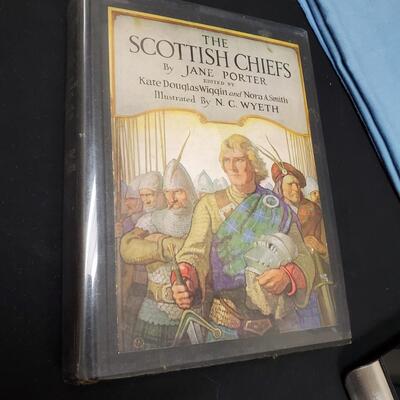 THE
SCOTTISH CHIEFS
By JANE PORTER
EDITED BY
Kate Douglas Wiggin and Nora A. Smith
Illustrated By N. C. WYETH